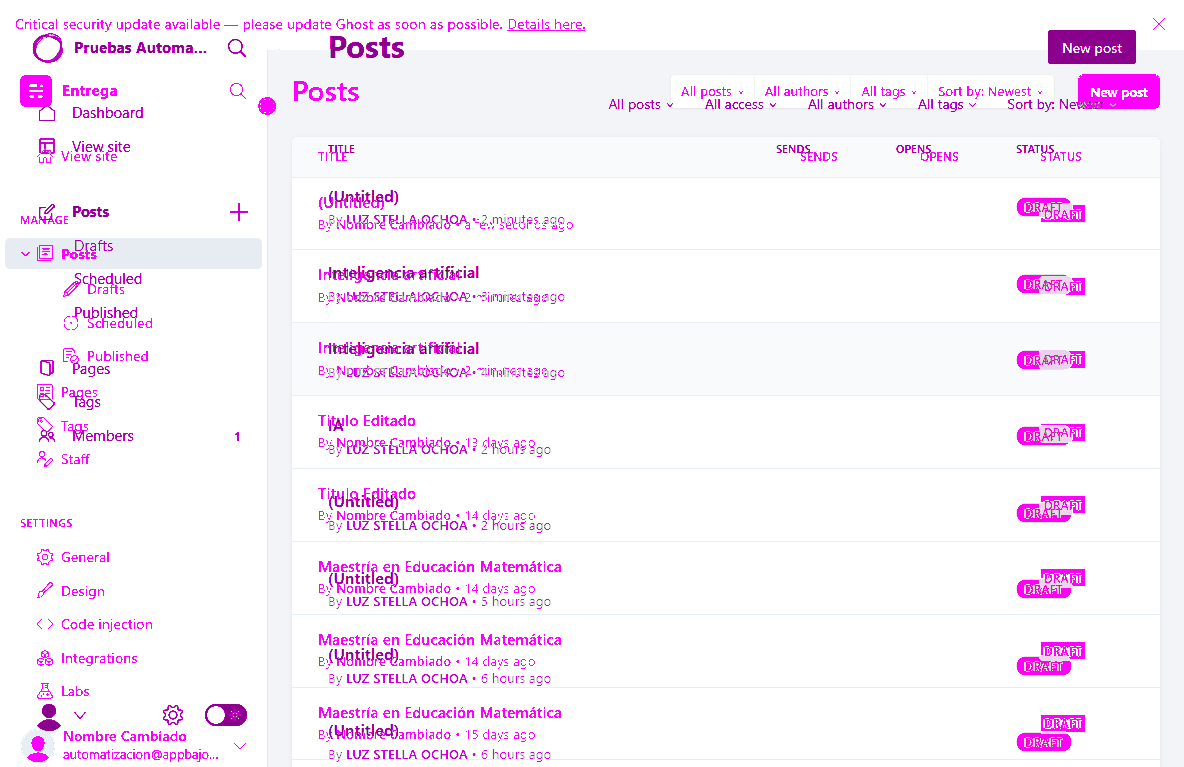 Critical security update available — please update Ghost as soon as possible. Details here.
Pruebas Automa...
Posts
New post
Entrega
Posts
All posts
All authors
All tags
Sort by: Newest
New post
Dashboard
All posts
All access
All authors
All tags
Sort by: Newest
View site
View site
TITLE
SENDS
OPENS
STATUS
TITLE
SENDS
OPENS
STATUS
Posts
MANAGE
(Untitled)
(Untitled)
DRAFT
DRAFT
By LUZ STELLA OCHOA • 2 minutes ago
By Nombre Cambiado • a few seconds ago
Drafts
Posts
Scheduled
Drafts
Inteligencia artificial
Inteligencia artificial
DRAFT
DRAFT
By LUZ STELLA OCHOA • 3 minutes ago
By Nombre Cambiado • 2 minutes ago
Published
Scheduled
Published
Inteligencia artificial
Inteligencia artificial
DRAFT
DRAFT
By LUZ STELLA OCHOA • 4 minutes ago
By Nombre Cambiado • 2 minutes ago
Pages
Pages
Tags
Tags
Members
1
Staff
Titulo Editado
IA
DRAFT
DRAFT
By Nombre Cambiado • 13 days ago
By LUZ STELLA OCHOA • 2 hours ago
Titulo Editado
(Untitled)
DRAFT
DRAFT
By Nombre Cambiado • 14 days ago
By LUZ STELLA OCHOA • 2 hours ago
SETTINGS
General
Design
Code injection
Integrations
Labs
Maestría en Educación Matemática
(Untitled)
DRAFT
DRAFT
By Nombre Cambiado • 14 days ago
By LUZ STELLA OCHOA • 5 hours ago
Maestría en Educación Matemática
(Untitled)
DRAFT
DRAFT
By Nombre Cambiado • 14 days ago
By LUZ STELLA OCHOA • 6 hours ago
Maestría en Educación Matemática
(Untitled)
DRAFT
DRAFT
By Nombre Cambiado • 15 days ago
By LUZ STELLA OCHOA • 6 hours ago
Nombre Cambiado
automatizacion@appbajo...